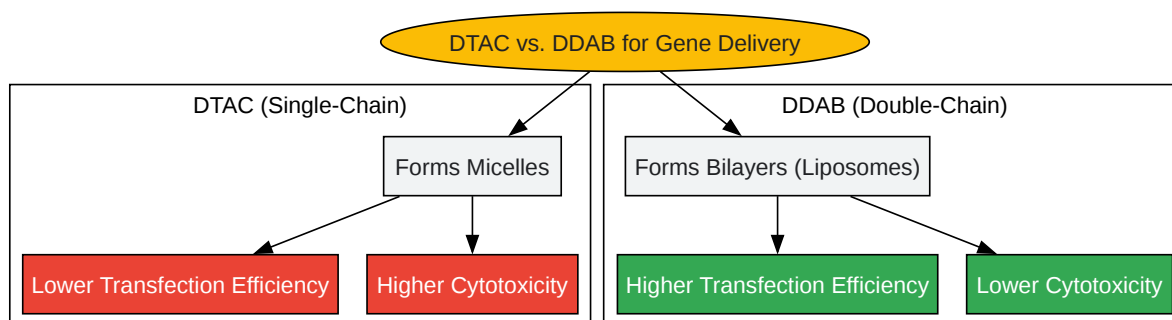 DTAC vs. DDAB for Gene Delivery
DTAC (Single-Chain)
DDAB (Double-Chain)
Forms Micelles
Forms Bilayers (Liposomes)
Lower Transfection Efficiency
Higher Cytotoxicity
Higher Transfection Efficiency
Lower Cytotoxicity